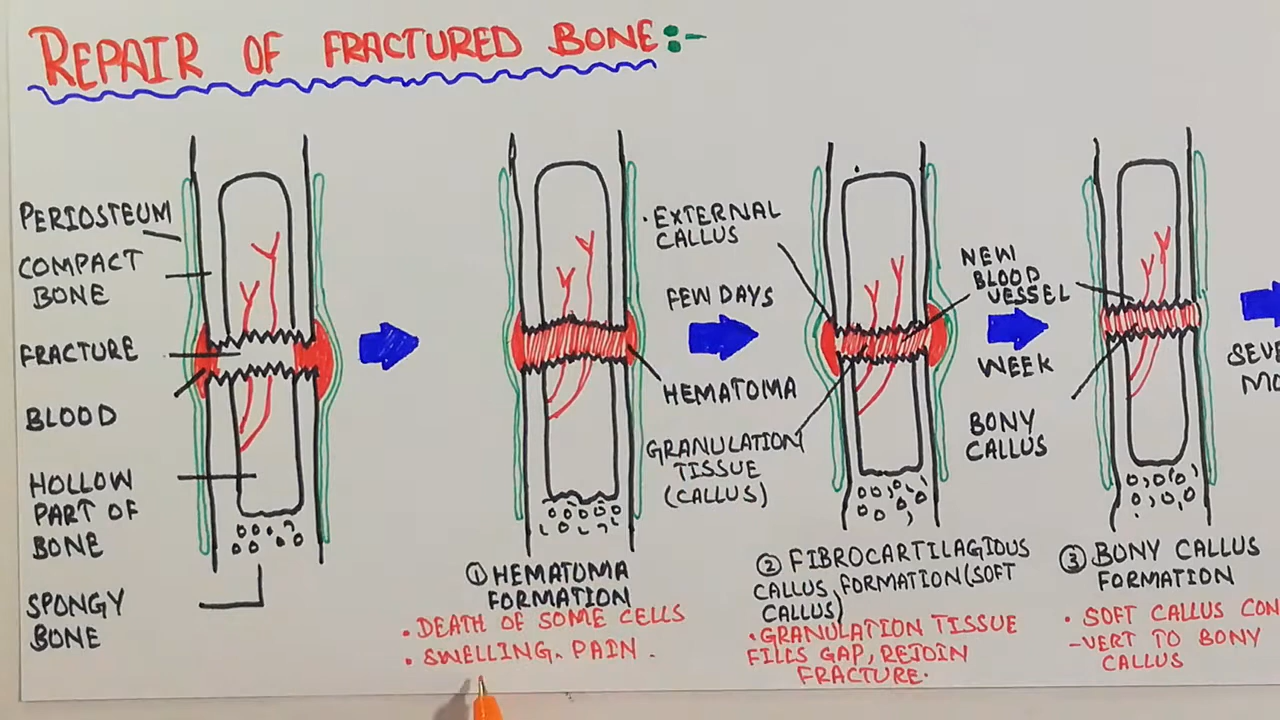 REPAIR OF FRACTURED BONE:-
PERIOSTEUM
COMPACT
BONE
FRACTURE
BLOOD
HOLLOW
PART OF
BONE
SPONGY
BONE
HEMATOMA
① HEMATOMA
FORMATION
• DEATH OF SOME CELLS
• SWELLING. PAIN.
FEW DAYS
• EXTERNAL
CALLUS
GRANULATION
TISSUE
(CALLUS)
NEW
BLOOD
VESSEL
② FIBROCARTILAGIOUS
CALLUS FORMATION(SOFT
CALLUS)
• GRANULATION TISSUE
FILLS GAP, REJOIN
FRACTURE.
WEEK
BONY
CALLUS
③ BONY CALLUS
FORMATION
• SOFT CALLUS CON
-VERT TO BONY
CALLUS
SEVE
MO